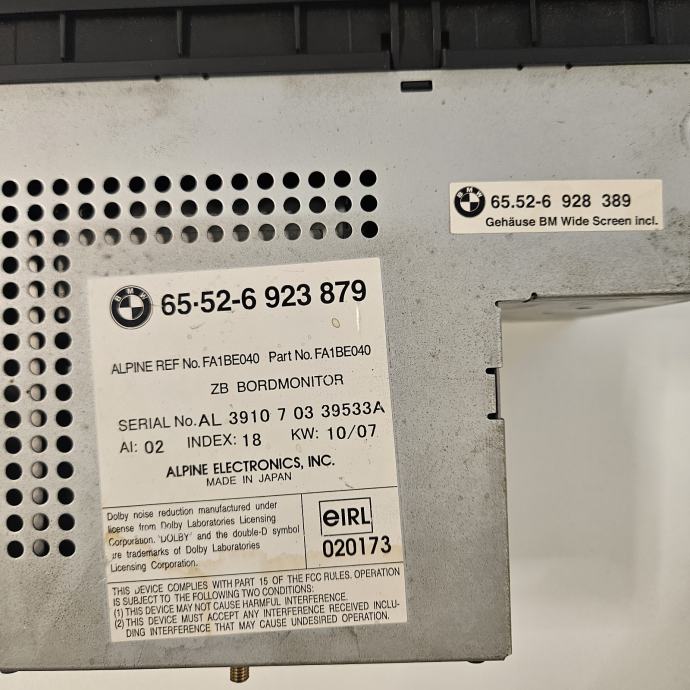 BMW
65.52-6 928 389
Gehäuse BM Wide Screen incl.
BMW
65-52-6 923 879
ALPINE REF No. FA1BE040 Part No. FA1BE040
ZB BORDMONITOR
SERIAL No. AL 3910 7 03 39533A
AI: 02 INDEX: 18 KW: 10/07
ALPINE ELECTRONICS, INC.
MADE IN JAPAN
Dolby noise reduction manufactured under
license from Dolby Laboratories Licensing
Corporation. "DOLBY" and the double-D symbol
are trademarks of Dolby Laboratories
Licensing Corporation.
eIRL
020173
THIS DEVICE COMPLIES WITH PART 15 OF THE FCC RULES. OPERATION
IS SUBJECT TO THE FOLLOWING TWO CONDITIONS:
(1) THIS DEVICE MAY NOT CAUSE HARMFUL INTERFERENCE.
(2) THIS DEVICE MUST ACCEPT ANY INTERFERENCE RECEIVED INCLU-
DING INTERFERENCE THAT MAY CAUSE UNDESIRED OPERATION.